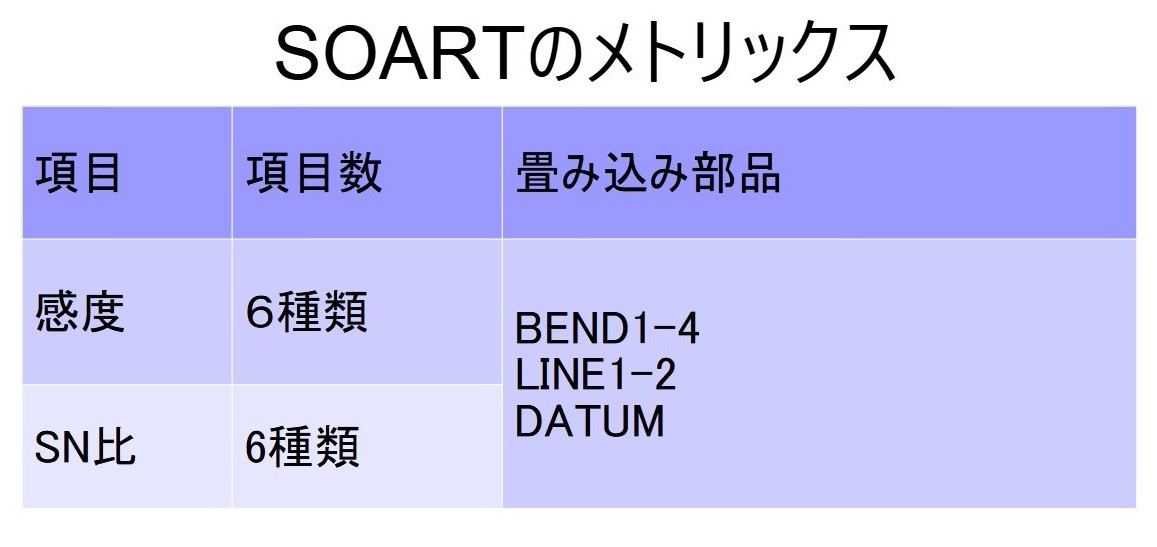 SOARTのメトリックス
項目 項目数 畳み込み部品
感度 ６種類
BEND1-4
LINE1-2
DATUM
SN比 6種類